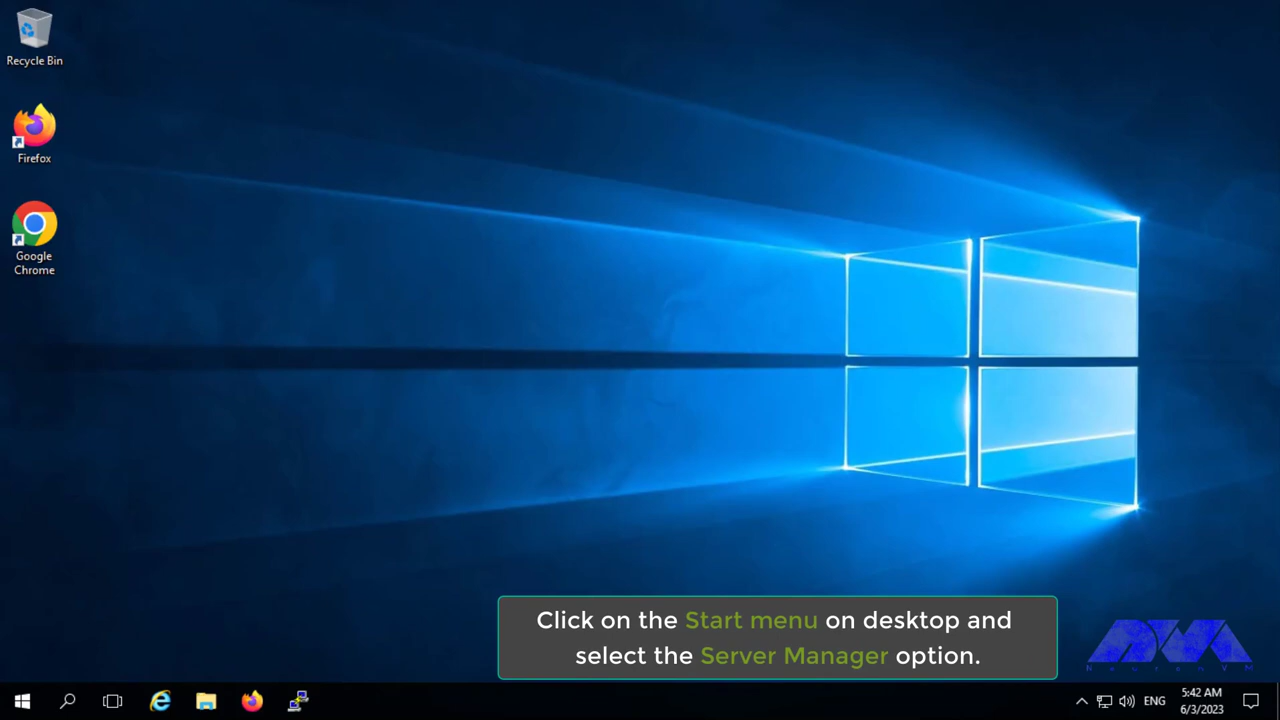 Recycle Bin
Firefox
Google
Chrome
Click on the Start menu on desktop and
select the Server Manager option.
NeuronVM
ENG
5:42 AM
6/3/2023